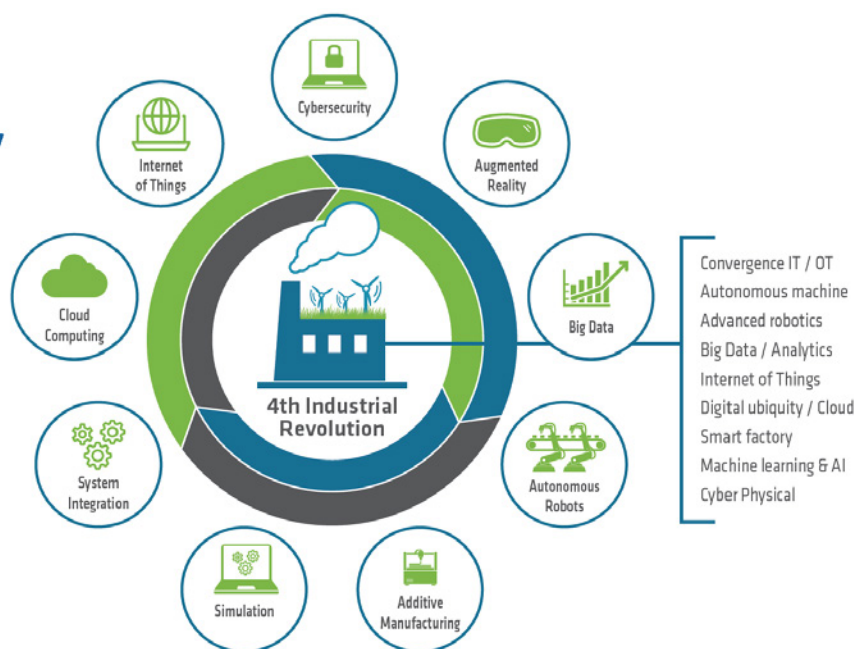 Cybersecurity
Internet
of Things
Augmented
Reality
Cloud
Computing
Big Data
4th Industrial
Revolution
System
Integration
Autonomous
Robots
Simulation
Additive
Manufacturing
Convergence IT / OT
Autonomous machine
Advanced robotics
Big Data / Analytics
Internet of Things
Digital ubiquity / Cloud
Smart factory
Machine learning & AI
Cyber Physical